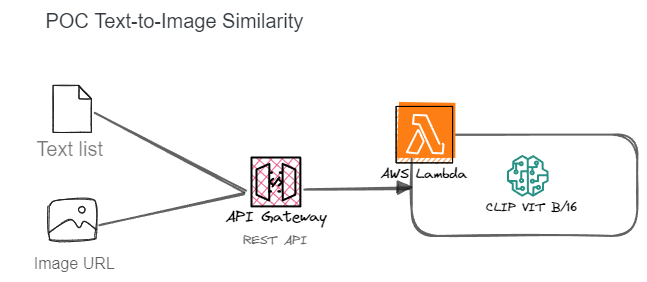 POC Text-to-Image Similarity
Text list
Image URL
API Gateway
REST API
AWS Lambda
CLIP VIT B/16